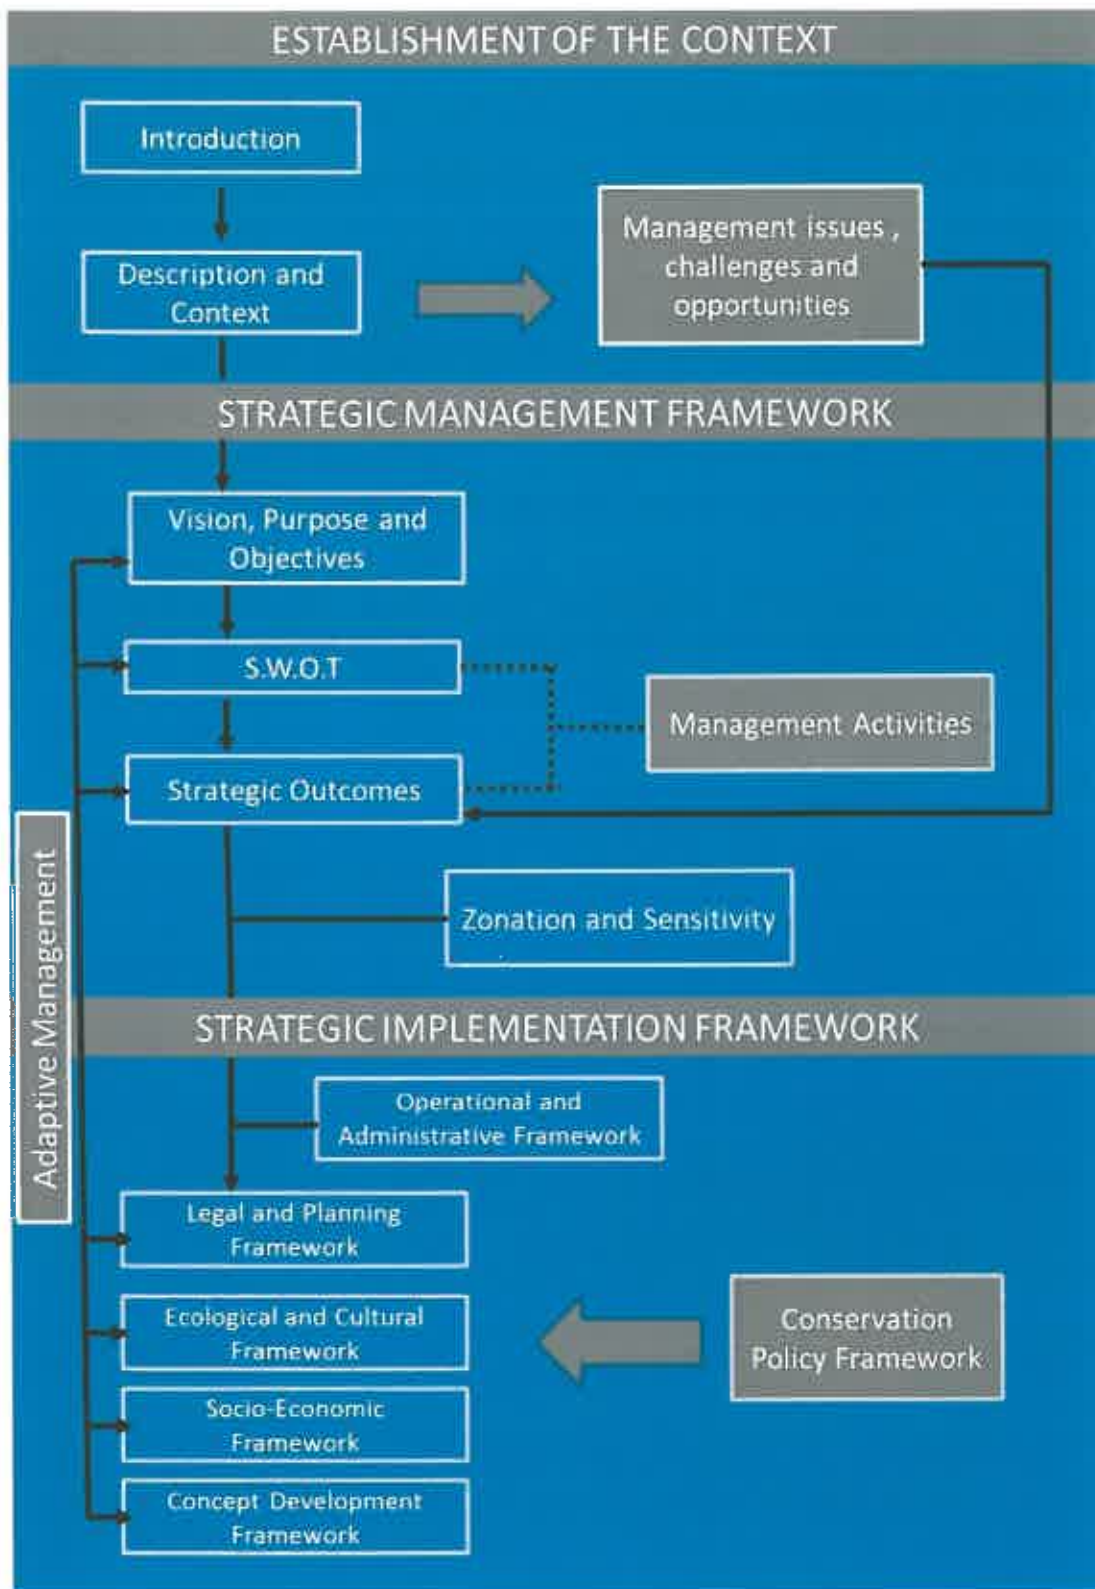 ESTABLISHMENT OF THE CONTEXT
Introduction
Description and
Context
Management issues ,
challenges and
opportunities
STRATEGIC MANAGEMENT FRAMEWORK
Vision, Purpose and
Objectives
S.W.O.T
Management Activities
Strategic Outcomes
Zonation and Sensitivity
Adaptive Management
STRATEGIC IMPLEMENTATION FRAMEWORK
Operational and
Administrative Framework
Legal and Planning
Framework
Ecological and Cultural
Framework
Conservation
Policy Framework
Socio-Economic
Framework
Concept Development
Framework